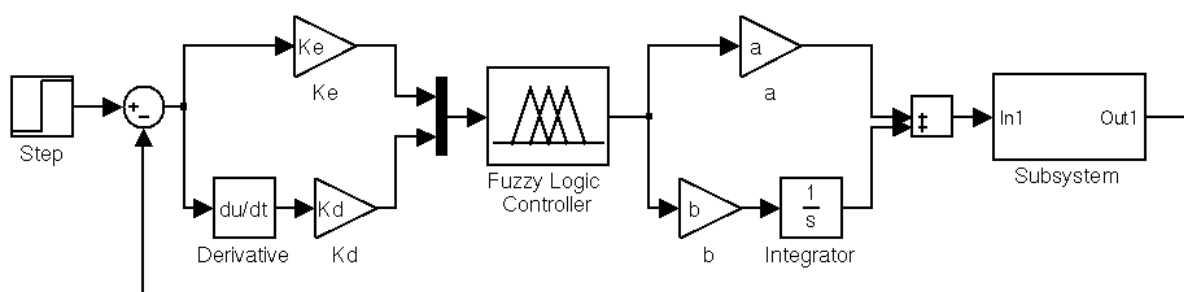 Ke
Ke
a
a
Step
In1
Out1
Subsystem
Fuzzy Logic
Controller
du/dt
Derivative
Kd
Kd
b
b
1
s
Integrator